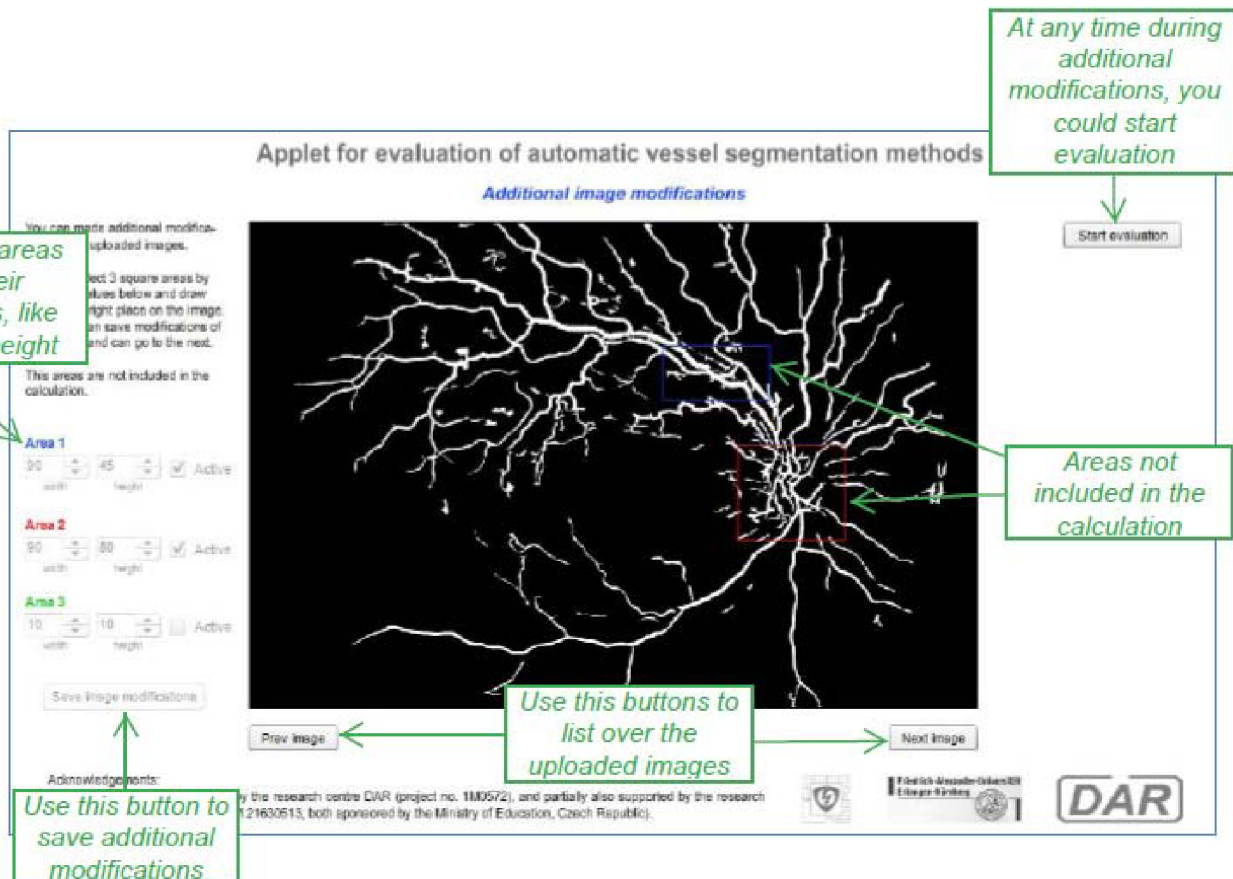 At any time during
additional
modifications, you
could start
evaluation
Applet for evaluation of automatic vessel segmentation methods
Additional image modifications
Start evaluation
You can made additional modifica-
uploaded images.
areas
eir
s, like
eight
ect 3 square areas by
alues below and draw
right place on the image.
an save modifications of
and can go to the next.
This areas are not included in the
calculation.
Area 1
90 45 Active
width height
Area 2
90 80 Active
width height
Area 3
10 10 Active
width height
Save image modifications
Areas not
included in the
calculation
Use this buttons to
list over the
uploaded images
Prev image
Next image
Acknowledgements:
y the research centre DAR (project no. 1M0572), and partially also supported by the research
21630513, both sponsored by the Ministry of Education, Czech Republic).
Use this button to
save additional
modifications
Friedrich-Alexander-Universität
Erlangen-Nürnberg
DAR